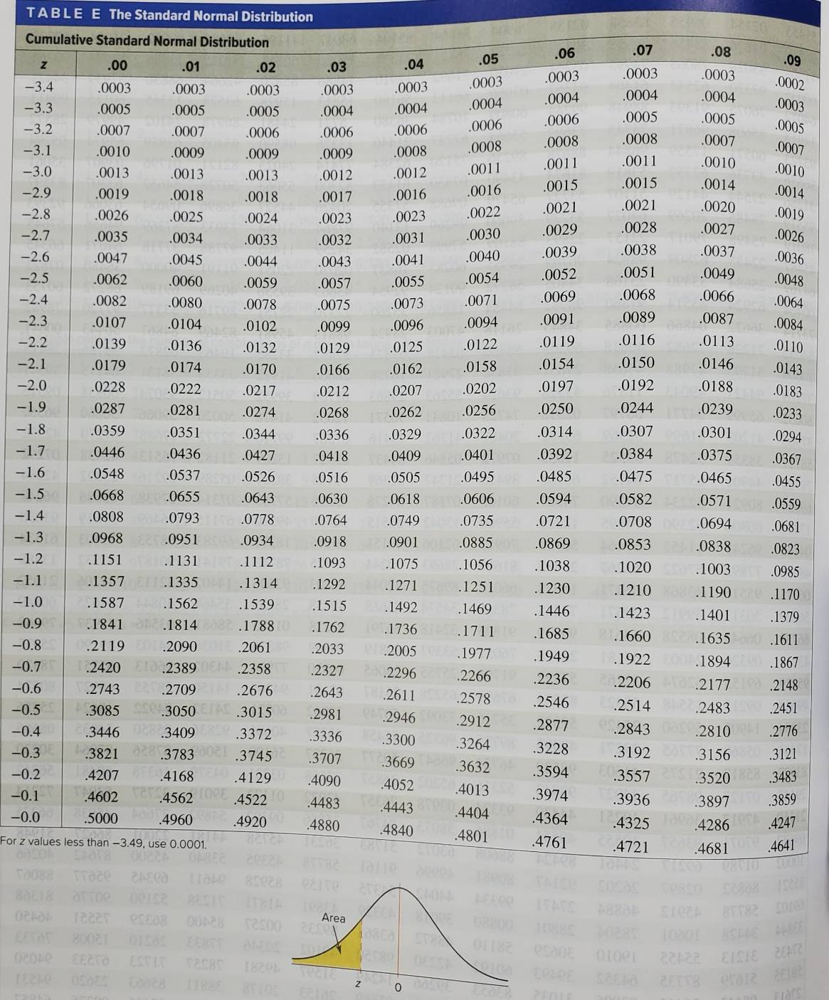 TABLE E The Standard Normal Distribution
Cumulative Standard Normal Distribution
z .00 .01 .02 .03 .04 .05 .06 .07 .08 .09
−3.4 .0003 .0003 .0003 .0003 .0003 .0003 .0003 .0003 .0003 .0002
−3.3 .0005 .0005 .0005 .0004 .0004 .0004 .0004 .0004 .0004 .0003
−3.2 .0007 .0007 .0006 .0006 .0006 .0006 .0006 .0005 .0005 .0005
−3.1 .0010 .0009 .0009 .0009 .0008 .0008 .0008 .0008 .0007 .0007
−3.0 .0013 .0013 .0013 .0012 .0012 .0011 .0011 .0011 .0010 .0010
−2.9 .0019 .0018 .0018 .0017 .0016 .0016 .0015 .0015 .0014 .0014
−2.8 .0026 .0025 .0024 .0023 .0023 .0022 .0021 .0021 .0020 .0019
−2.7 .0035 .0034 .0033 .0032 .0031 .0030 .0029 .0028 .0027 .0026
−2.6 .0047 .0045 .0044 .0043 .0041 .0040 .0039 .0038 .0037 .0036
−2.5 .0062 .0060 .0059 .0057 .0055 .0054 .0052 .0051 .0049 .0048
−2.4 .0082 .0080 .0078 .0075 .0073 .0071 .0069 .0068 .0066 .0064
−2.3 .0107 .0104 .0102 .0099 .0096 .0094 .0091 .0089 .0087 .0084
−2.2 .0139 .0136 .0132 .0129 .0125 .0122 .0119 .0116 .0113 .0110
−2.1 .0179 .0174 .0170 .0166 .0162 .0158 .0154 .0150 .0146 .0143
−2.0 .0228 .0222 .0217 .0212 .0207 .0202 .0197 .0192 .0188 .0183
−1.9 .0287 .0281 .0274 .0268 .0262 .0256 .0250 .0244 .0239 .0233
−1.8 .0359 .0351 .0344 .0336 .0329 .0322 .0314 .0307 .0301 .0294
−1.7 .0446 .0436 .0427 .0418 .0409 .0401 .0392 .0384 .0375 .0367
−1.6 .0548 .0537 .0526 .0516 .0505 .0495 .0485 .0475 .0465 .0455
−1.5 .0668 .0655 .0643 .0630 .0618 .0606 .0594 .0582 .0571 .0559
−1.4 .0808 .0793 .0778 .0764 .0749 .0735 .0721 .0708 .0694 .0681
−1.3 .0968 .0951 .0934 .0918 .0901 .0885 .0869 .0853 .0838 .0823
−1.2 .1151 .1131 .1112 .1093 .1075 .1056 .1038 .1020 .1003 .0985
−1.1 .1357 .1335 .1314 .1292 .1271 .1251 .1230 .1210 .1190 .1170
−1.0 .1587 .1562 .1539 .1515 .1492 .1469 .1446 .1423 .1401 .1379
−0.9 .1841 .1814 .1788 .1762 .1736 .1711 .1685 .1660 .1635 .1611
−0.8 .2119 .2090 .2061 .2033 .2005 .1977 .1949 .1922 .1894 .1867
−0.7 .2420 .2389 .2358 .2327 .2296 .2266 .2236 .2206 .2177 .2148
−0.6 .2743 .2709 .2676 .2643 .2611 .2578 .2546 .2514 .2483 .2451
−0.5 .3085 .3050 .3015 .2981 .2946 .2912 .2877 .2843 .2810 .2776
−0.4 .3446 .3409 .3372 .3336 .3300 .3264 .3228 .3192 .3156 .3121
−0.3 .3821 .3783 .3745 .3707 .3669 .3632 .3594 .3557 .3520 .3483
−0.2 .4207 .4168 .4129 .4090 .4052 .4013 .3974 .3936 .3897 .3859
−0.1 .4602 .4562 .4522 .4483 .4443 .4404 .4364 .4325 .4286 .4247
−0.0 .5000 .4960 .4920 .4880 .4840 .4801 .4761 .4721 .4681 .4641
For z values less than −3.49, use 0.0001.
Area
z 0